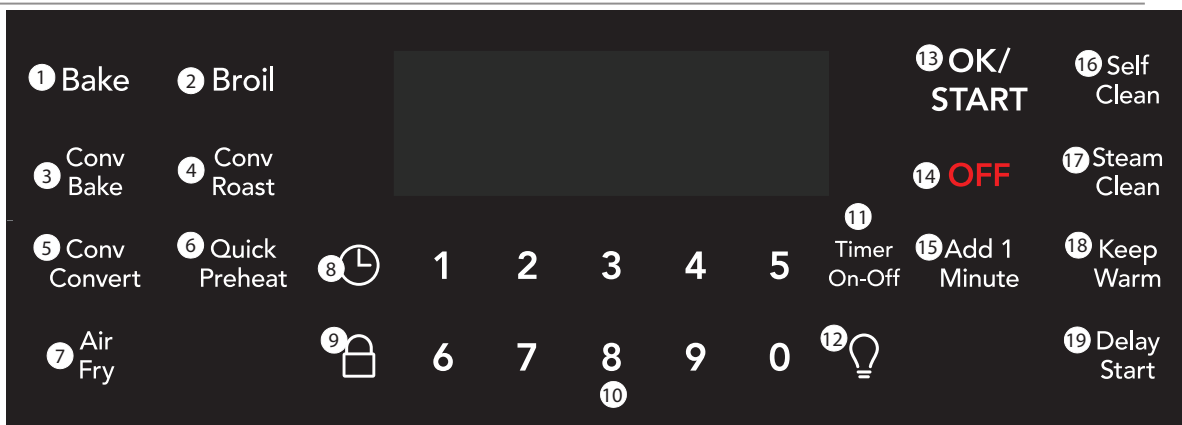 1 Bake
2 Broil
13 OK/
START
16 Self
Clean
3 Conv
Bake
4 Conv
Roast
14 OFF
17 Steam
Clean
5 Conv
Convert
6 Quick
Preheat
8
1 2 3 4 5
11
Timer
On-Off
15 Add 1
Minute
18 Keep
Warm
7 Air
Fry
9
6 7 8 9 0
10
12
19 Delay
Start